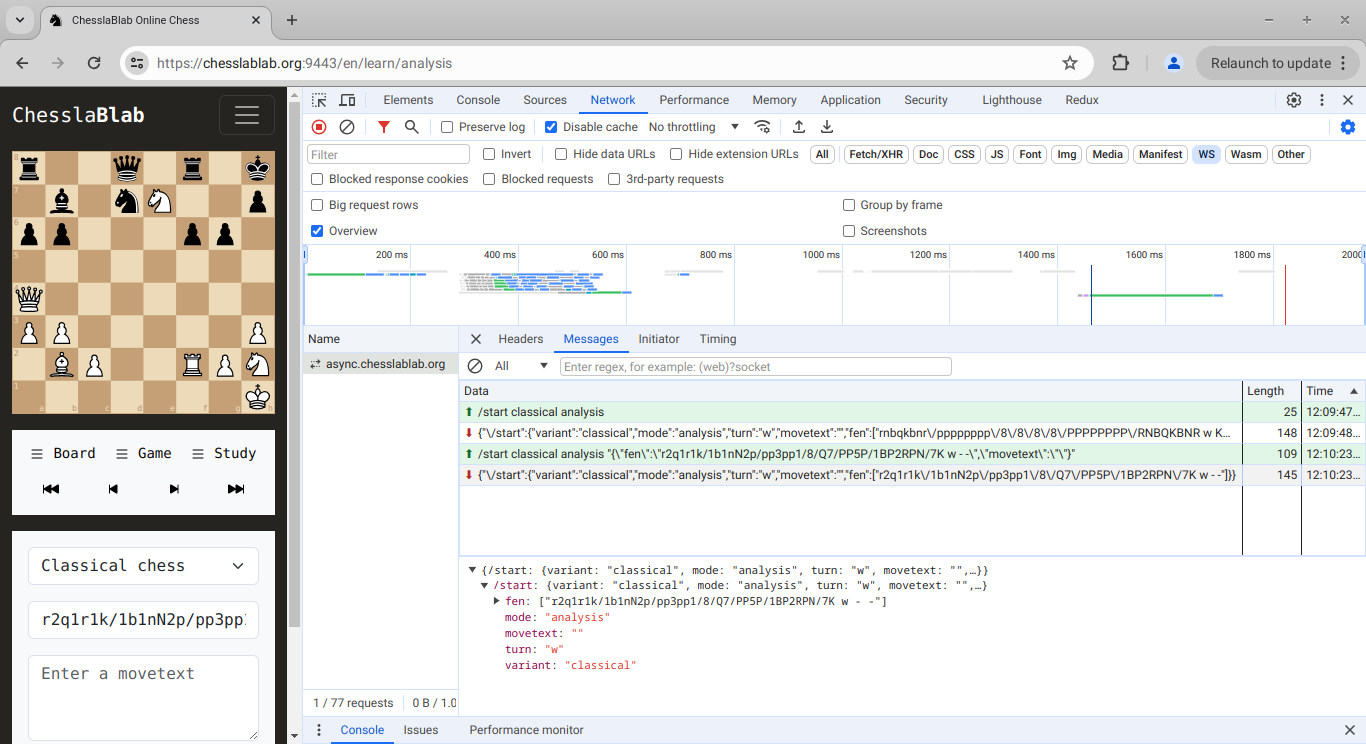 ChesslaBlab Online Chess
https://chesslablab.org:9443/en/learn/analysis
Relaunch to update
ChesslaBlab
8
7
6
5
3
2
1
a b c d e f g h
Board Game Study
Classical chess
r2q1r1k/1b1nN2p/pp3pp1
Enter a movetext
Elements Console Sources Network Performance Memory Application Security Lighthouse Redux
Preserve log Disable cache No throttling
Filter Invert Hide data URLs Hide extension URLs All Fetch/XHR Doc CSS JS Font Img Media Manifest WS Wasm Other
Blocked response cookies Blocked requests 3rd-party requests
Big request rows Group by frame
Overview Screenshots
200 ms 400 ms 600 ms 800 ms 1000 ms 1200 ms 1400 ms 1600 ms 1800 ms 2000
Name
async.chesslablab.org
1 / 77 requests 0 B / 1.0
Headers Messages Initiator Timing
All Enter regex, for example: (web)?socket
Data Length Time
/start classical analysis 25 12:09:47…
{"\/start":{"variant":"classical","mode":"analysis","turn":"w","movetext":"","fen":["rnbqkbnr\/pppppppp\/8\/8\/8\/8\/PPPPPPPP\/RNBQKBNR w K… 148 12:09:48…
/start classical analysis "{\"fen\":\"r2q1r1k/1b1nN2p/pp3pp1/8/Q7/PP5P/1BP2RPN/7K w - -\",\"movetext\":\"\"}" 109 12:10:23…
{"\/start":{"variant":"classical","mode":"analysis","turn":"w","movetext":"","fen":["r2q1r1k\/1b1nN2p\/pp3pp1\/8\/Q7\/PP5P\/1BP2RPN\/7K w - -"]}} 145 12:10:23…
{/start: {variant: "classical", mode: "analysis", turn: "w", movetext: "",…}}
/start: {variant: "classical", mode: "analysis", turn: "w", movetext: "",…}
fen: ["r2q1r1k/1b1nN2p/pp3pp1/8/Q7/PP5P/1BP2RPN/7K w - -"]
mode: "analysis"
movetext: ""
turn: "w"
variant: "classical"
Console Issues Performance monitor